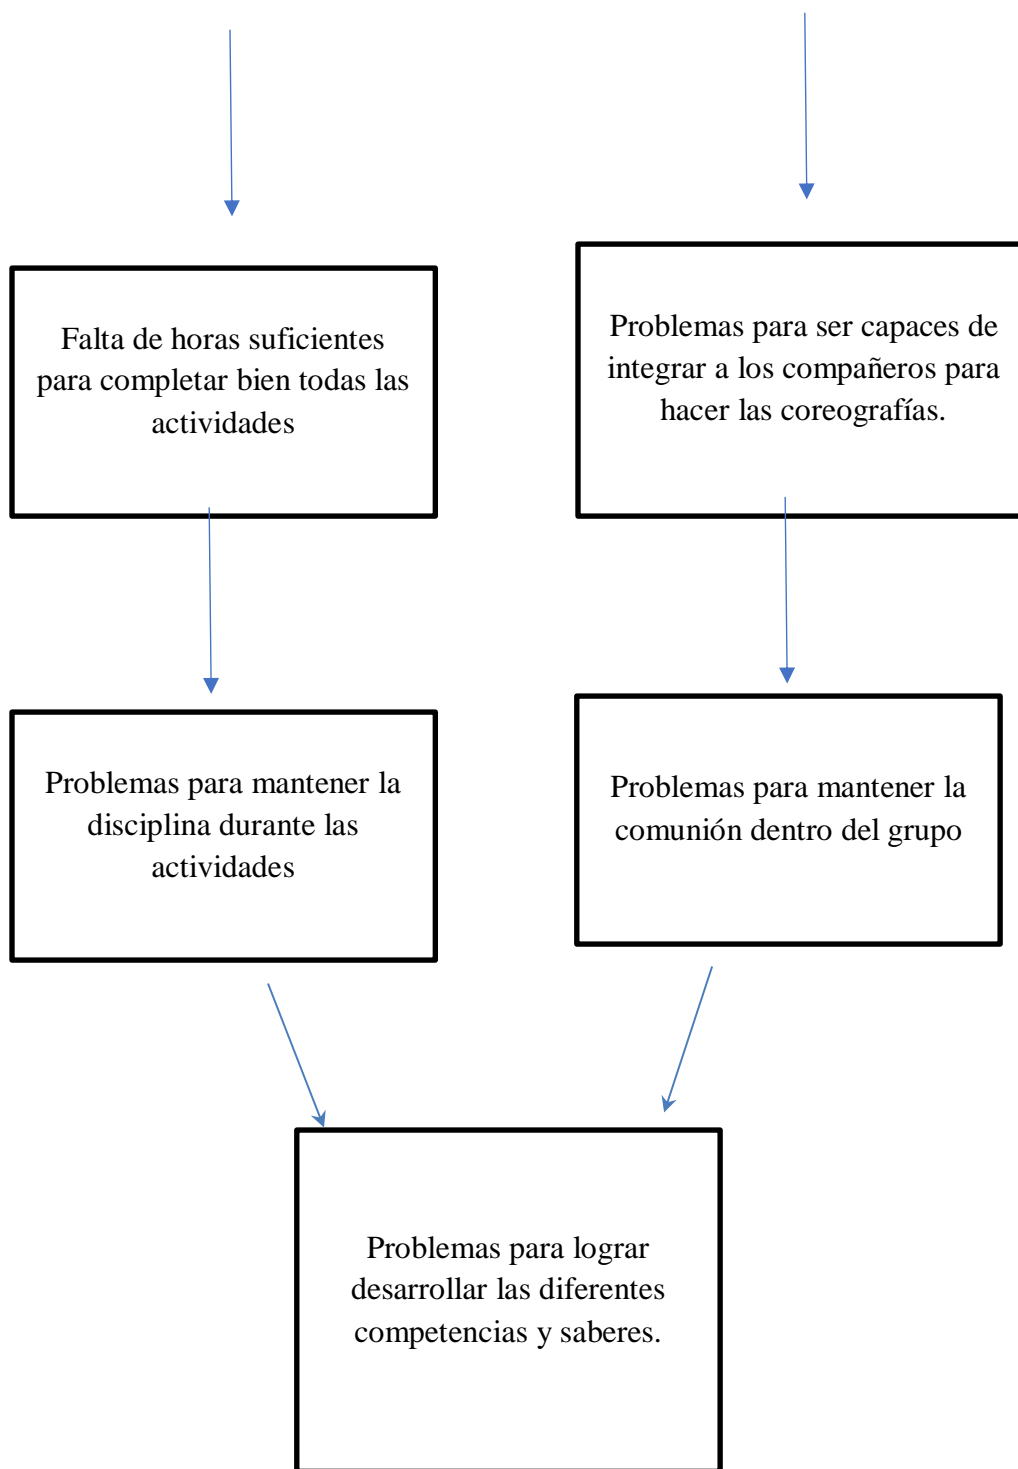 Falta de horas suficientes
para completar bien todas las
actividades
Problemas para ser capaces de
integrar a los compañeros para
hacer las coreografías.
Problemas para mantener la
disciplina durante las
actividades
Problemas para mantener la
comunión dentro del grupo
Problemas para lograr
desarrollar las diferentes
competencias y saberes.